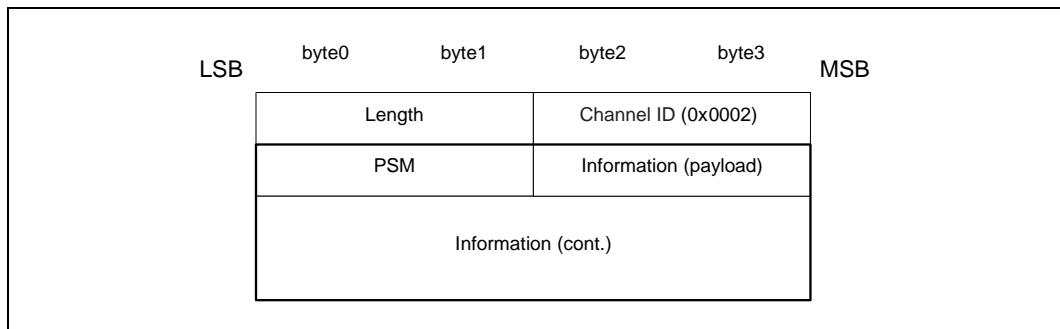 byte0 byte1 byte2 byte3
LSB MSB
Length Channel ID (0x0002)
PSM Information (payload)
Information (cont.)